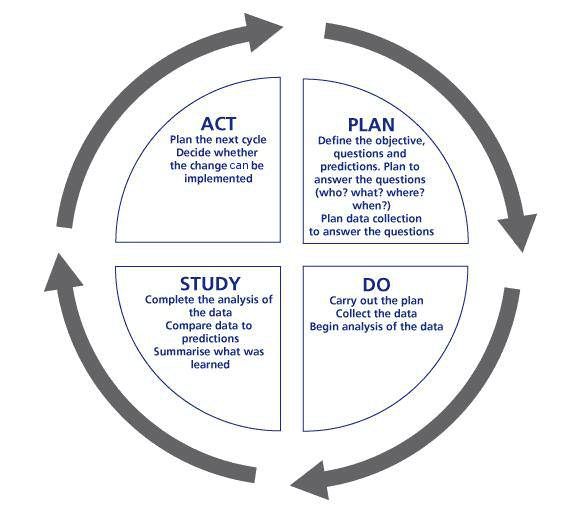 ACT
Plan the next cycle
Decide whether
the change can be
implemented
PLAN
Define the objective,
questions and
predictions. Plan to
answer the questions
(who? what? where?
when?)
Plan data collection
to answer the questions
STUDY
Complete the analysis of
the data
Compare data to
predictions
Summarise what was
learned
DO
Carry out the plan
Collect the data
Begin analysis of the data